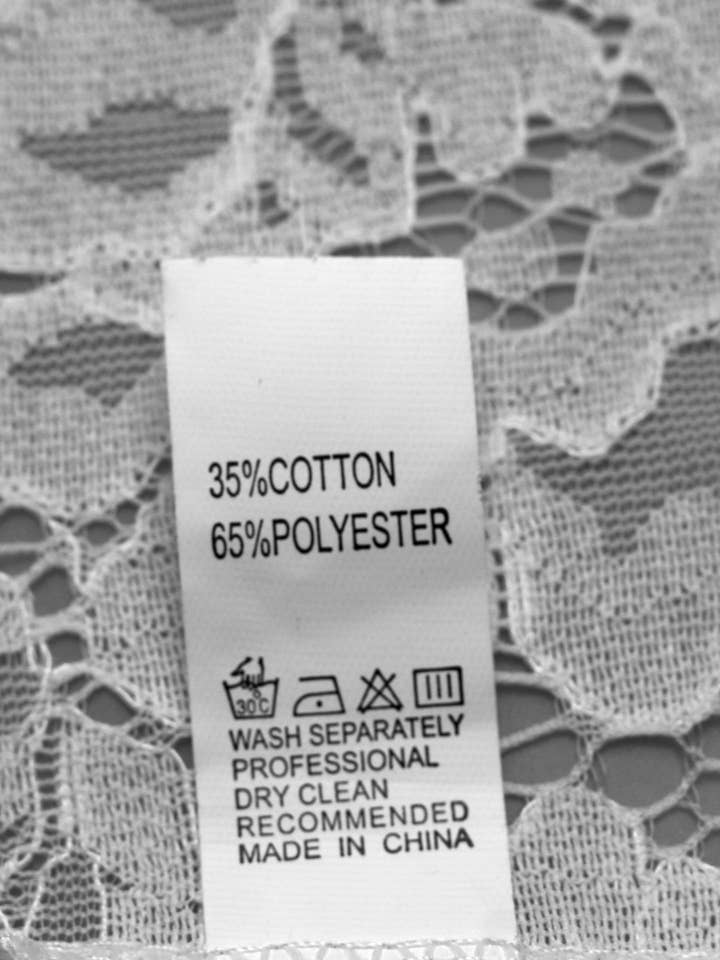 35%COTTON
65%POLYESTER
30°C
WASH SEPARATELY
PROFESSIONAL
DRY CLEAN
RECOMMENDED
MADE IN CHINA